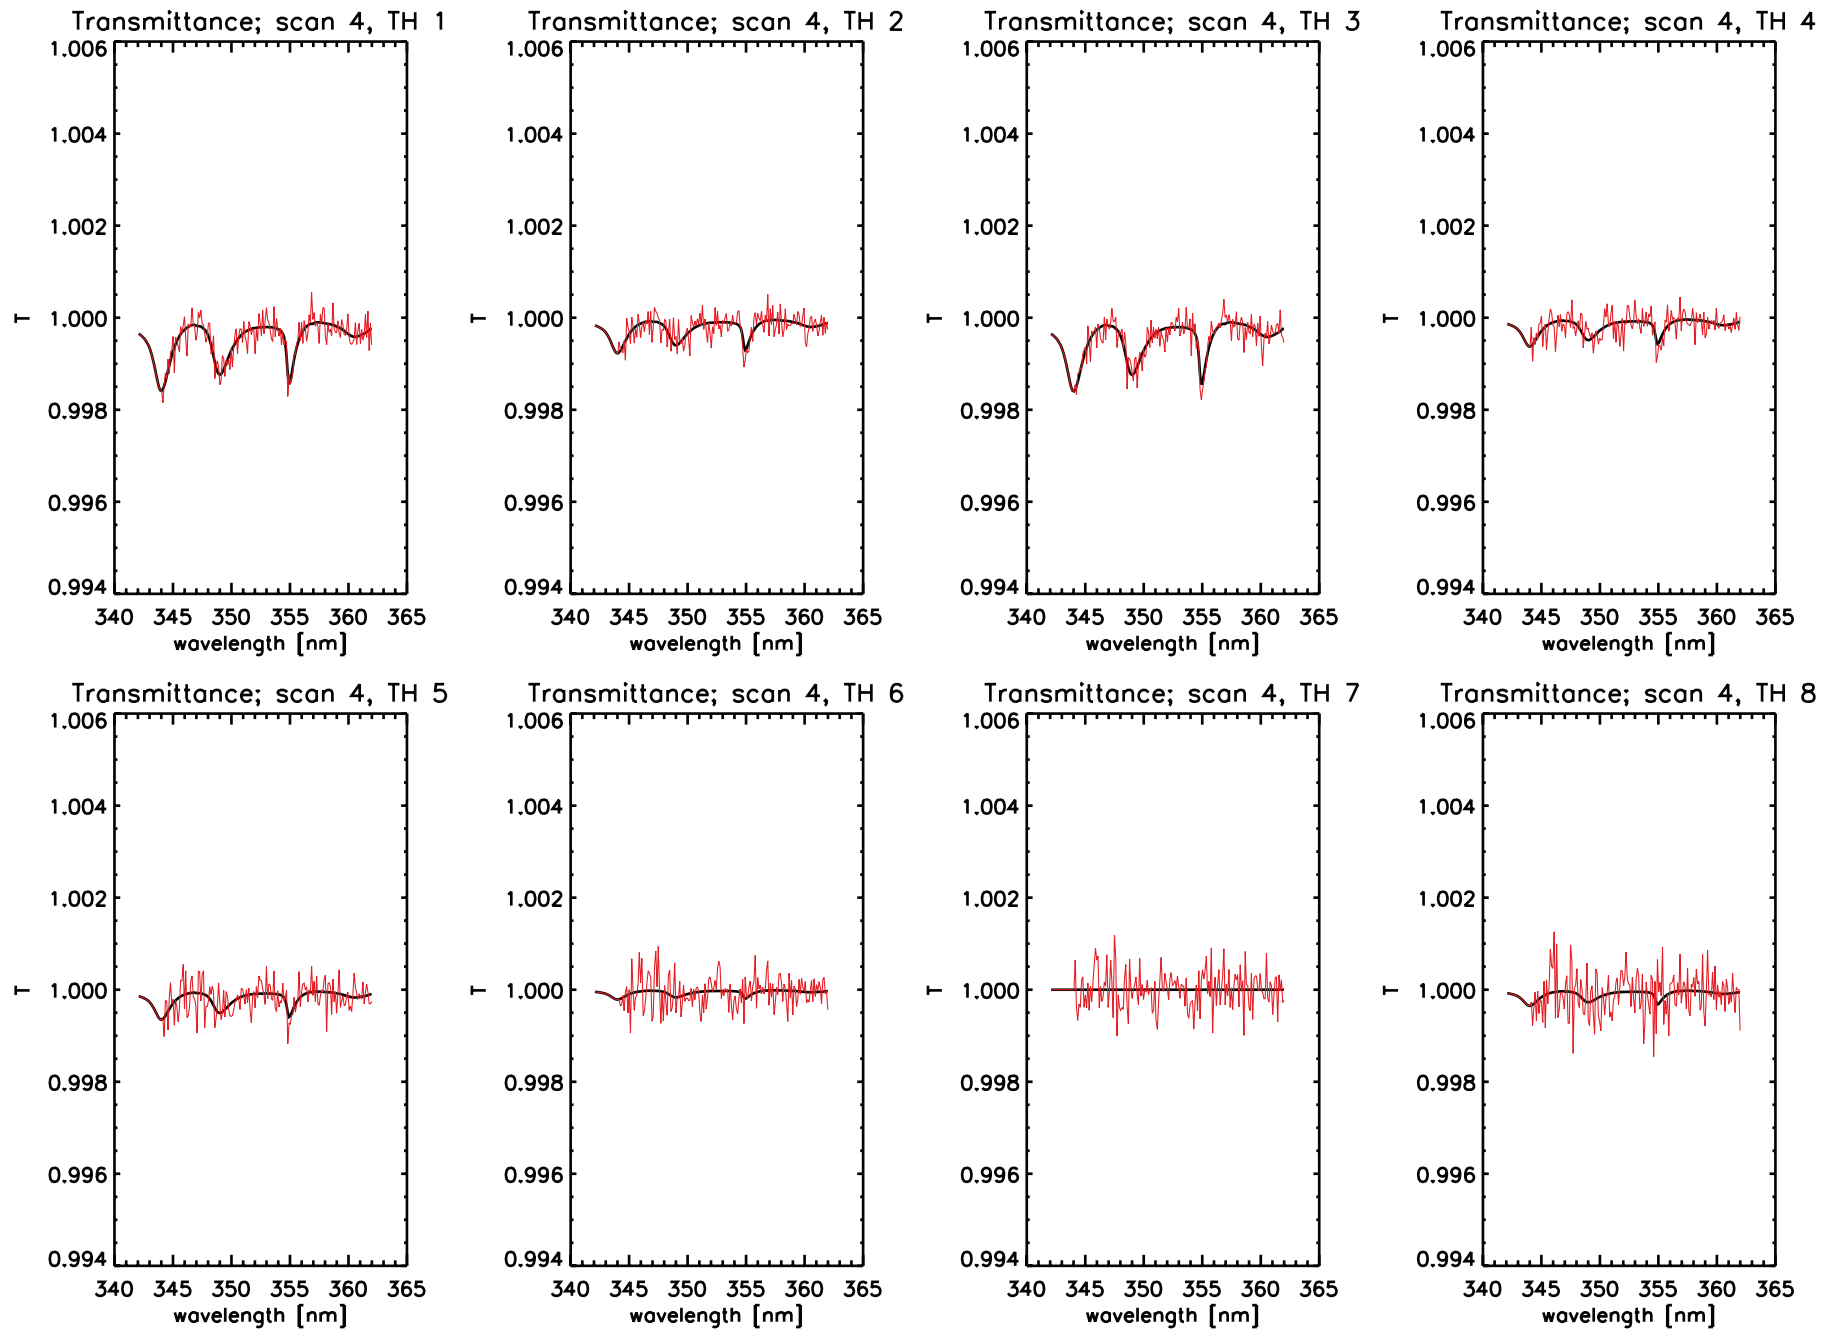 Transmittance; scan 4, TH 1
1.006
1.004
1.002
1.000
0.998
0.996
0.994
T
340 345 350 355 360 365
wavelength [nm]
Transmittance; scan 4, TH 2
1.006
1.004
1.002
1.000
0.998
0.996
0.994
T
340 345 350 355 360 365
wavelength [nm]
Transmittance; scan 4, TH 3
1.006
1.004
1.002
1.000
0.998
0.996
0.994
T
340 345 350 355 360 365
wavelength [nm]
Transmittance; scan 4, TH 4
1.006
1.004
1.002
1.000
0.998
0.996
0.994
T
340 345 350 355 360 365
wavelength [nm]
Transmittance; scan 4, TH 5
1.006
1.004
1.002
1.000
0.998
0.996
0.994
T
340 345 350 355 360 365
wavelength [nm]
Transmittance; scan 4, TH 6
1.006
1.004
1.002
1.000
0.998
0.996
0.994
T
340 345 350 355 360 365
wavelength [nm]
Transmittance; scan 4, TH 7
1.006
1.004
1.002
1.000
0.998
0.996
0.994
T
340 345 350 355 360 365
wavelength [nm]
Transmittance; scan 4, TH 8
1.006
1.004
1.002
1.000
0.998
0.996
0.994
T
340 345 350 355 360 365
wavelength [nm]